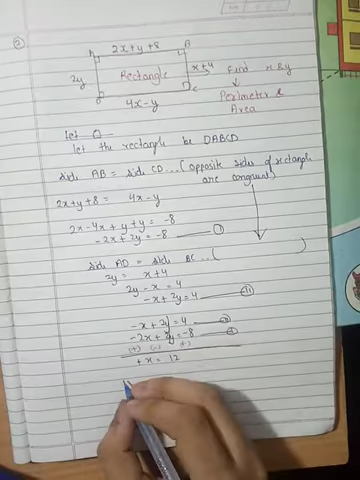 ②
A 2x+y+8 B
2y Rectangle x+4 Find x & y
D 4x-y C Perimeter & Area
let
let the rectangle be □ABCD
side AB = side CD ... (opposite sides of rectangle are congruent)
2x+y+8 = 4x-y
2x-4x+y+y = -8
-2x+2y = -8 —— ①
side AD = side BC ... ( )
2y = x+4
2y-x = 4
-x+2y = 4 —— ②
-x+2y = 4 —— ②
-2x+2y = -8 —— ①
(+) (-) (+)
+x = 12